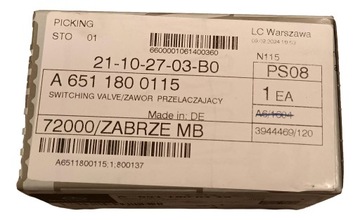 PICKING
LC Warszawa
STO 01
6600001061400360
N115
21-10-27-03-B0
PS08
A 651 180 0115
1 EA
SWITCHING VALVE/ZAWOR PRZELACZAJACY
Made in: DE
72000/ZABRZE MB
3944469/120
A6511800115,1:800137